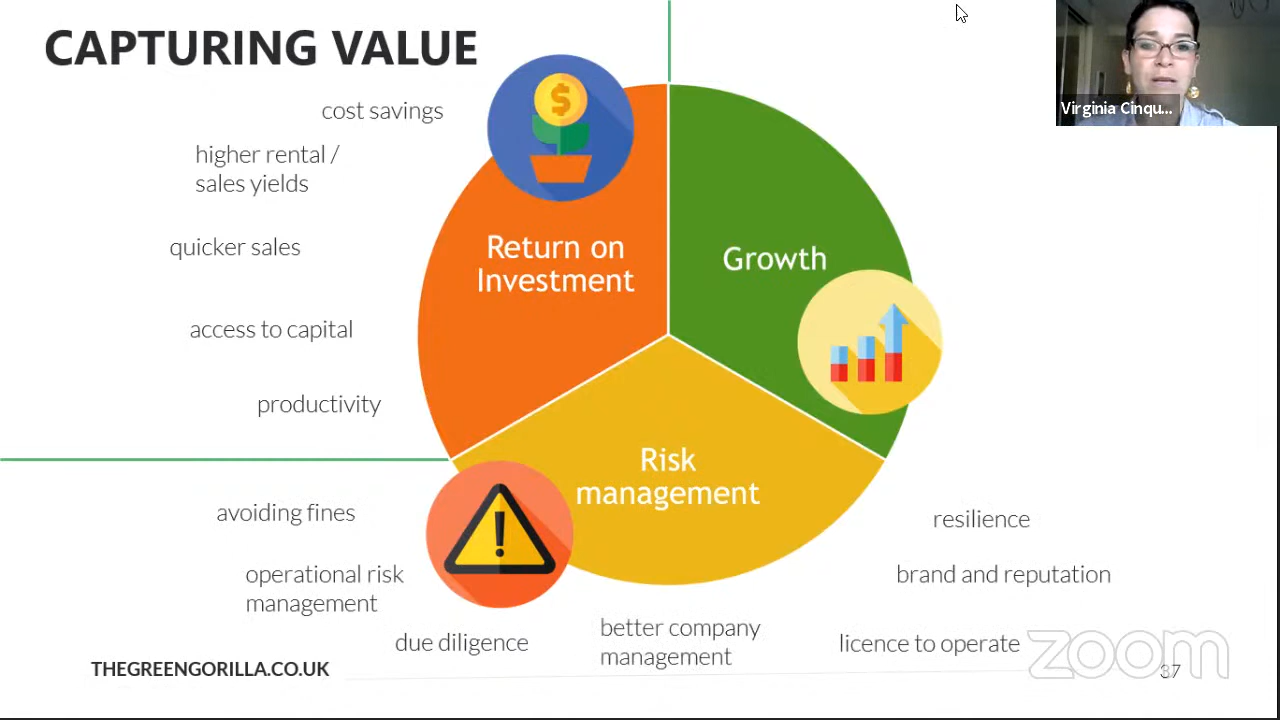 CAPTURING VALUE
Virginia Cinqu...
cost savings
higher rental /
sales yields
quicker sales
access to capital
productivity
$
Return on
Investment
Growth
Risk
management
!
avoiding fines
operational risk
management
due diligence
better company
management
resilience
brand and reputation
licence to operate
THEGREENGORILLA.CO.UK
zoom
37